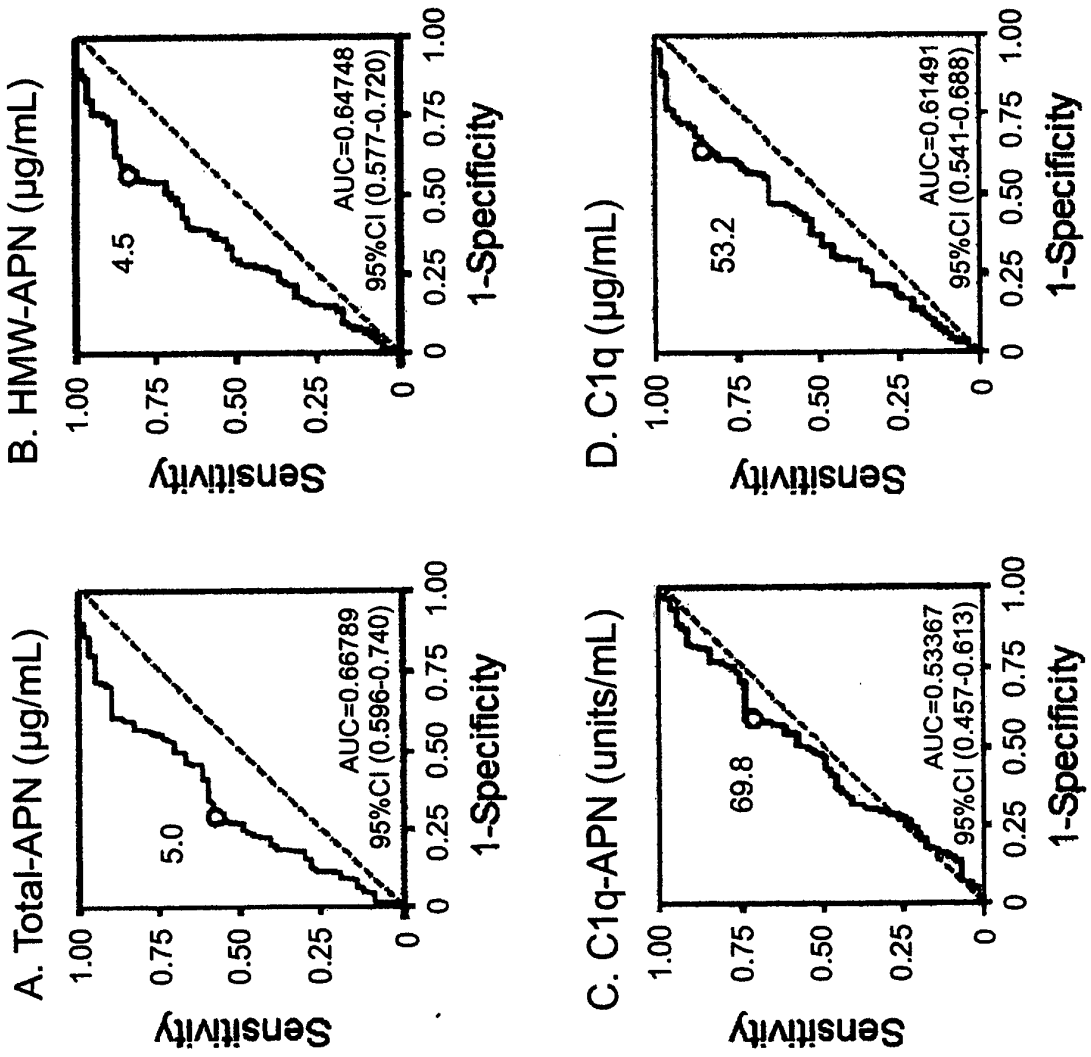 A. Total-APN (µg/mL)
Sensitivity
1.00
0.75
0.50
0.25
0
5.0
AUC=0.66789
95%CI (0.596-0.740)
0 0.25 0.50 0.75 1.00
1-Specificity
B. HMW-APN (µg/mL)
Sensitivity
1.00
0.75
0.50
0.25
0
4.5
AUC=0.64748
95%CI (0.577-0.720)
0 0.25 0.50 0.75 1.00
1-Specificity
C. C1q-APN (units/mL)
Sensitivity
1.00
0.75
0.50
0.25
0
69.8
AUC=0.53367
95%CI (0.457-0.613)
0 0.25 0.50 0.75 1.00
1-Specificity
D. C1q (µg/mL)
Sensitivity
1.00
0.75
0.50
0.25
0
53.2
AUC=0.61491
95%CI (0.541-0.688)
0 0.25 0.50 0.75 1.00
1-Specificity